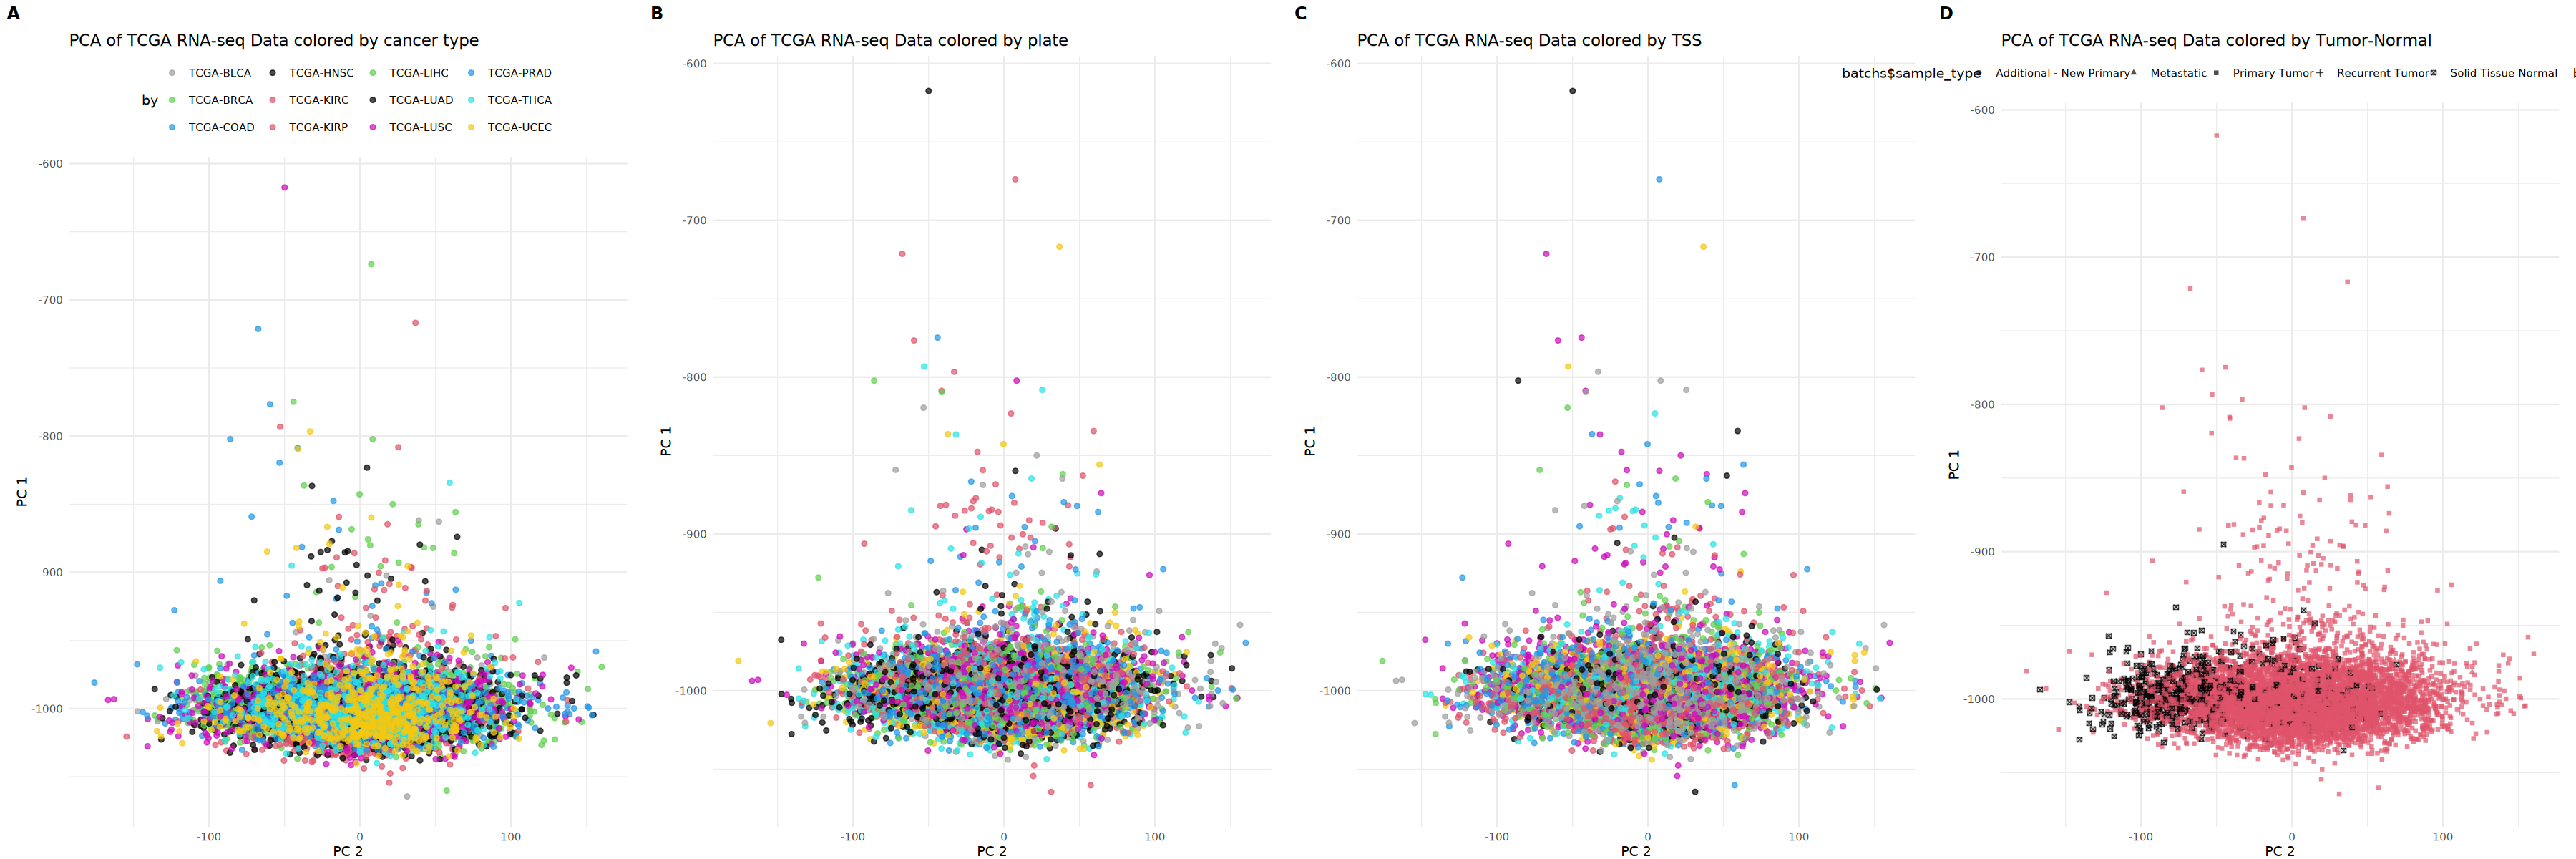 A
PCA of TCGA RNA-seq Data colored by cancer type
by
TCGA-BLCA TCGA-HNSC TCGA-LIHC TCGA-PRAD
TCGA-BRCA TCGA-KIRC TCGA-LUAD TCGA-THCA
TCGA-COAD TCGA-KIRP TCGA-LUSC TCGA-UCEC
-600
-700
-800
-900
-1000
PC 1
-100 0 100
PC 2
B
PCA of TCGA RNA-seq Data colored by plate
-600
-700
-800
-900
-1000
PC 1
-100 0 100
PC 2
C
PCA of TCGA RNA-seq Data colored by TSS
-600
-700
-800
-900
-1000
PC 1
-100 0 100
PC 2
D
PCA of TCGA RNA-seq Data colored by Tumor-Normal
batchs$sample_type Additional - New Primary Metastatic Primary Tumor Recurrent Tumor Solid Tissue Normal
-600
-700
-800
-900
-1000
PC 1
-100 0 100
PC 2